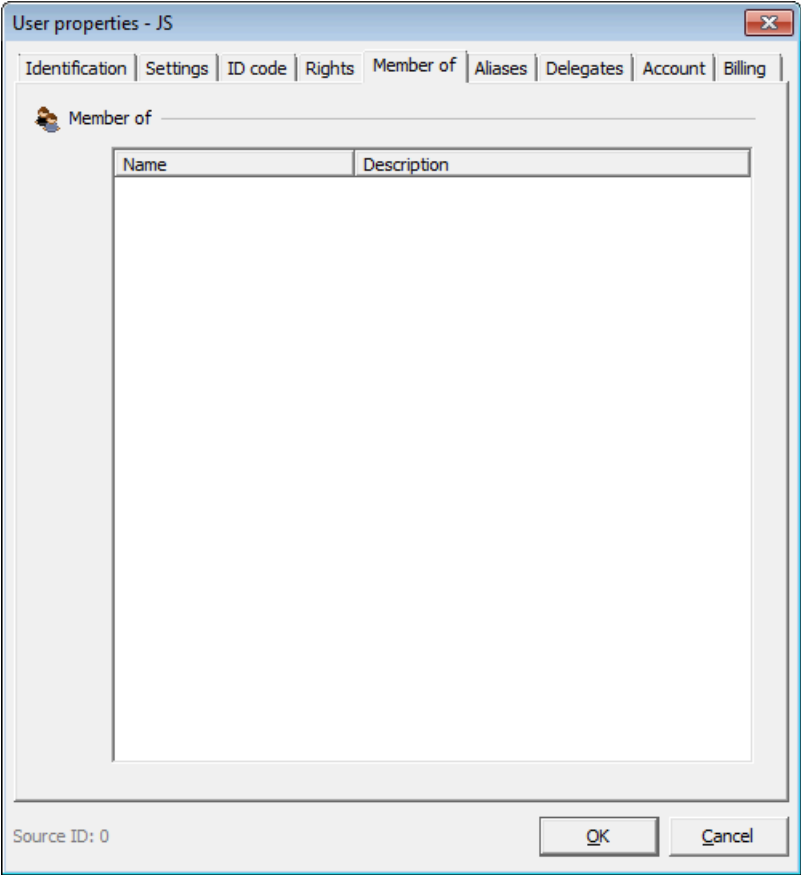 User properties - JS
Identification Settings ID code Rights Member of Aliases Delegates Account Billing
Member of
Name Description
Source ID: 0 OK Cancel